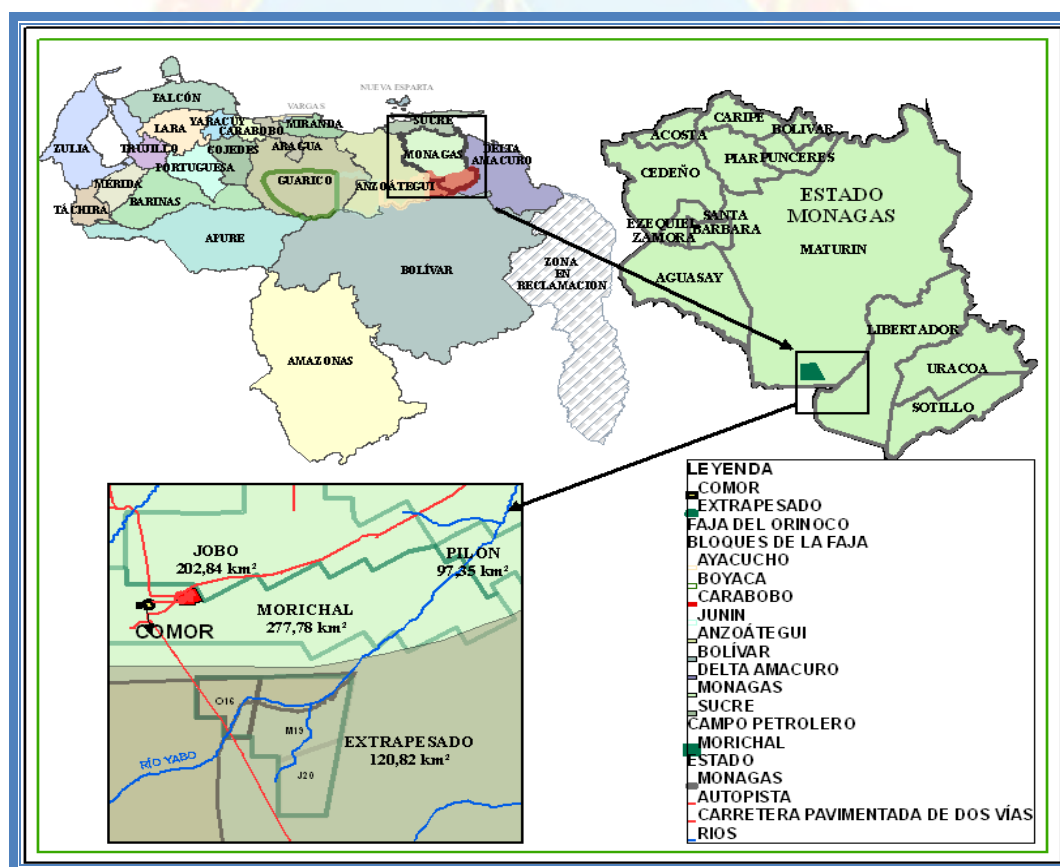 NUEVA ESPARTA
VARGAS
FALCÓN
SUCRE
LARA
YARACUY
CARABOBO
MIRANDA
ZULIA
TRUJILLO
COJEDES
ARAGUA
MONAGAS
DELTA
AMACURO
PORTUGUESA
MÉRIDA
GUARICO
ANZOÁTEGUI
TÁCHIRA
BARINAS
APURE
BOLÍVAR
ZONA
EN
RECLAMACION
AMAZONAS
CARIPE
ACOSTA
BOLIVAR
PIAR
PUNCERES
CEDEÑO
ESTADO
MONAGAS
EZEQUIEL
ZAMORA
SANTA
BARBARA
MATURIN
AGUASAY
LIBERTADOR
URACOA
SOTILLO
JOBO
202,84 km²
PILON
97,35 km²
MORICHAL
277,78 km²
COMOR
O16
M19
EXTRAPESADO
120,82 km²
RÍO YABO
J20
LEYENDA
COMOR
EXTRAPESADO
FAJA DEL ORINOCO
BLOQUES DE LA FAJA
AYACUCHO
BOYACA
CARABOBO
JUNIN
ANZOÁTEGUI
BOLÍVAR
DELTA AMACURO
MONAGAS
SUCRE
CAMPO PETROLERO
MORICHAL
ESTADO
MONAGAS
AUTOPISTA
CARRETERA PAVIMENTADA DE DOS VÍAS
RIOS